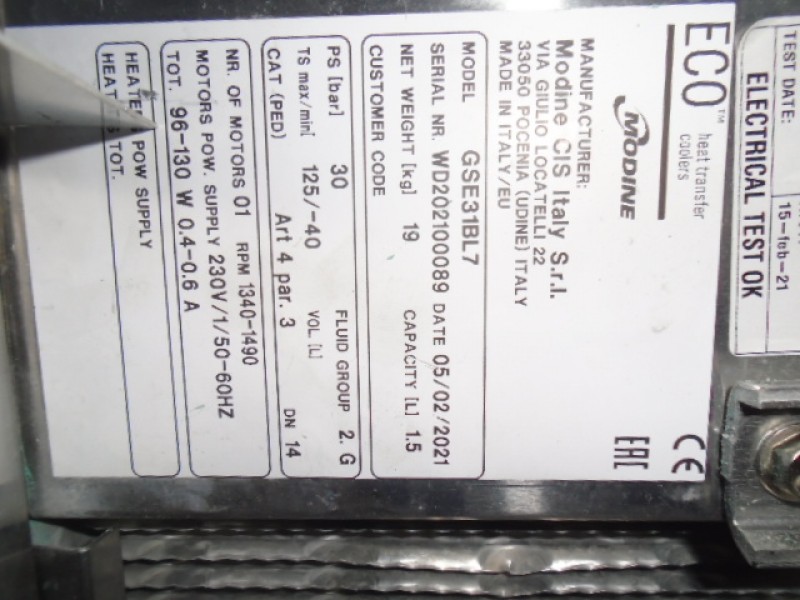 TEST DATE:
15-feb-21
ELECTRICAL TEST OK
ECO™ heat transfer
coolers
CE
MODINE
EAC
MANUFACTURER:
Modine CIS Italy S.r.l.
VIA GIULIO LOCATELLI 22
33050 POCENIA (UDINE) ITALY
MADE IN ITALY/EU
MODEL GSE31BL7
SERIAL NR. WD202100089 DATE 05/02/2021
NET WEIGHT [kg] 19 CAPACITY [L] 1.5
CUSTOMER CODE
PS [bar] 30 FLUID GROUP 2. G
TS max/min[ 125/-40 VOL. [L]
CAT (PED) Art 4 par. 3 DN 14
NR. OF MOTORS 01 RPM 1340-1490
MOTORS POW. SUPPLY 230V/1/50-60HZ
TOT. 96-130 W 0.4-0.6 A
HEATE POW SUPPLY
HEAT S TOT.